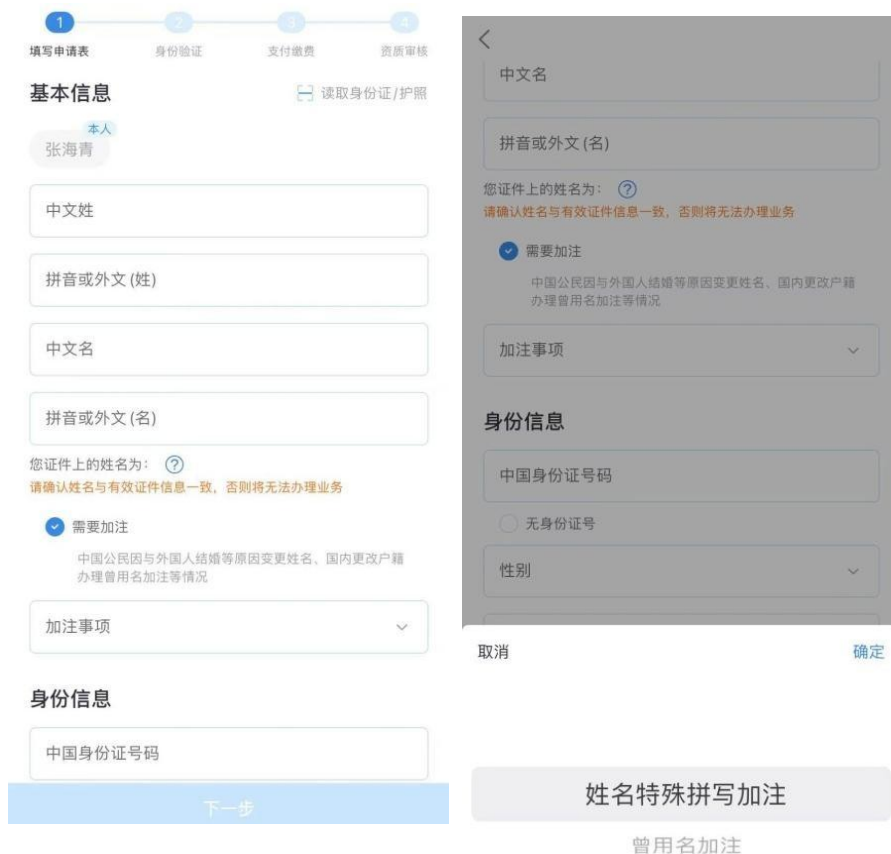 1
2
3
4
填写申请表
身份验证
支付缴费
资质审核
基本信息
读取身份证/护照
本人
张海青
中文姓
拼音或外文(姓)
中文名
拼音或外文(名)
您证件上的姓名为： ?
请确认姓名与有效证件信息一致，否则将无法办理业务
需要加注
中国公民因与外国人结婚等原因变更姓名、国内更改户籍
办理曾用名加注等情况
加注事项
身份信息
中国身份证号码
下一步
中文名
拼音或外文(名)
您证件上的姓名为： ?
请确认姓名与有效证件信息一致，否则将无法办理业务
需要加注
中国公民因与外国人结婚等原因变更姓名、国内更改户籍
办理曾用名加注等情况
加注事项
身份信息
中国身份证号码
无身份证号
性别
取消
确定
姓名特殊拼写加注
曾用名加注